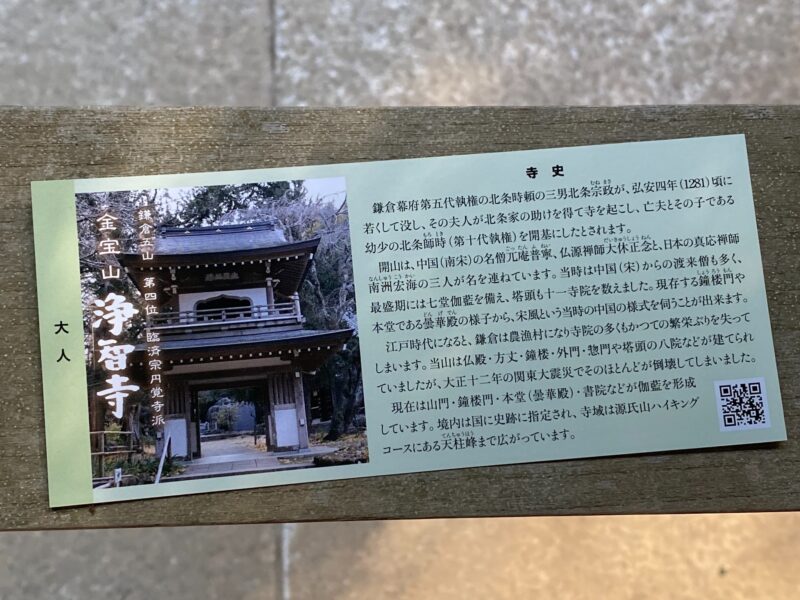 大人
鎌倉五山 第四位 臨済宗円覚寺派
金宝山
浄智寺
寺史
鎌倉幕府第五代執権の北条時頼の三男北条宗政が、弘安四年(1281)頃に
若くして没し、その夫人が北条家の助けを得て寺を起こし、亡夫とその子である
幼少の北条師時(第十代執権)を開基にしたとされます。
開山は、中国(南宋)の名僧兀庵普寧、仏源禅師大休正念と、日本の真応禅師
南洲宏海の三人が名を連ねています。当時は中国(宋)からの渡来僧も多く、
最盛期には七堂伽藍を備え、塔頭も十一寺院を数えました。現存する鐘楼門や
本堂である曇華殿の様子から、宋風という当時の中国の様式を伺うことが出来ます。
江戸時代になると、鎌倉は農漁村になり寺院の多くもかつての繁栄ぶりを失って
しまいます。当山は仏殿・方丈・鐘楼・外門・惣門や塔頭の八院などが建てられ
ていましたが、大正十二年の関東大震災でそのほとんどが倒壊してしまいました。
現在は山門・鐘楼門・本堂(曇華殿)・書院などが伽藍を形成
しています。境内は国に史跡に指定され、寺域は源氏山ハイキング
コースにある天柱峰まで広がっています。